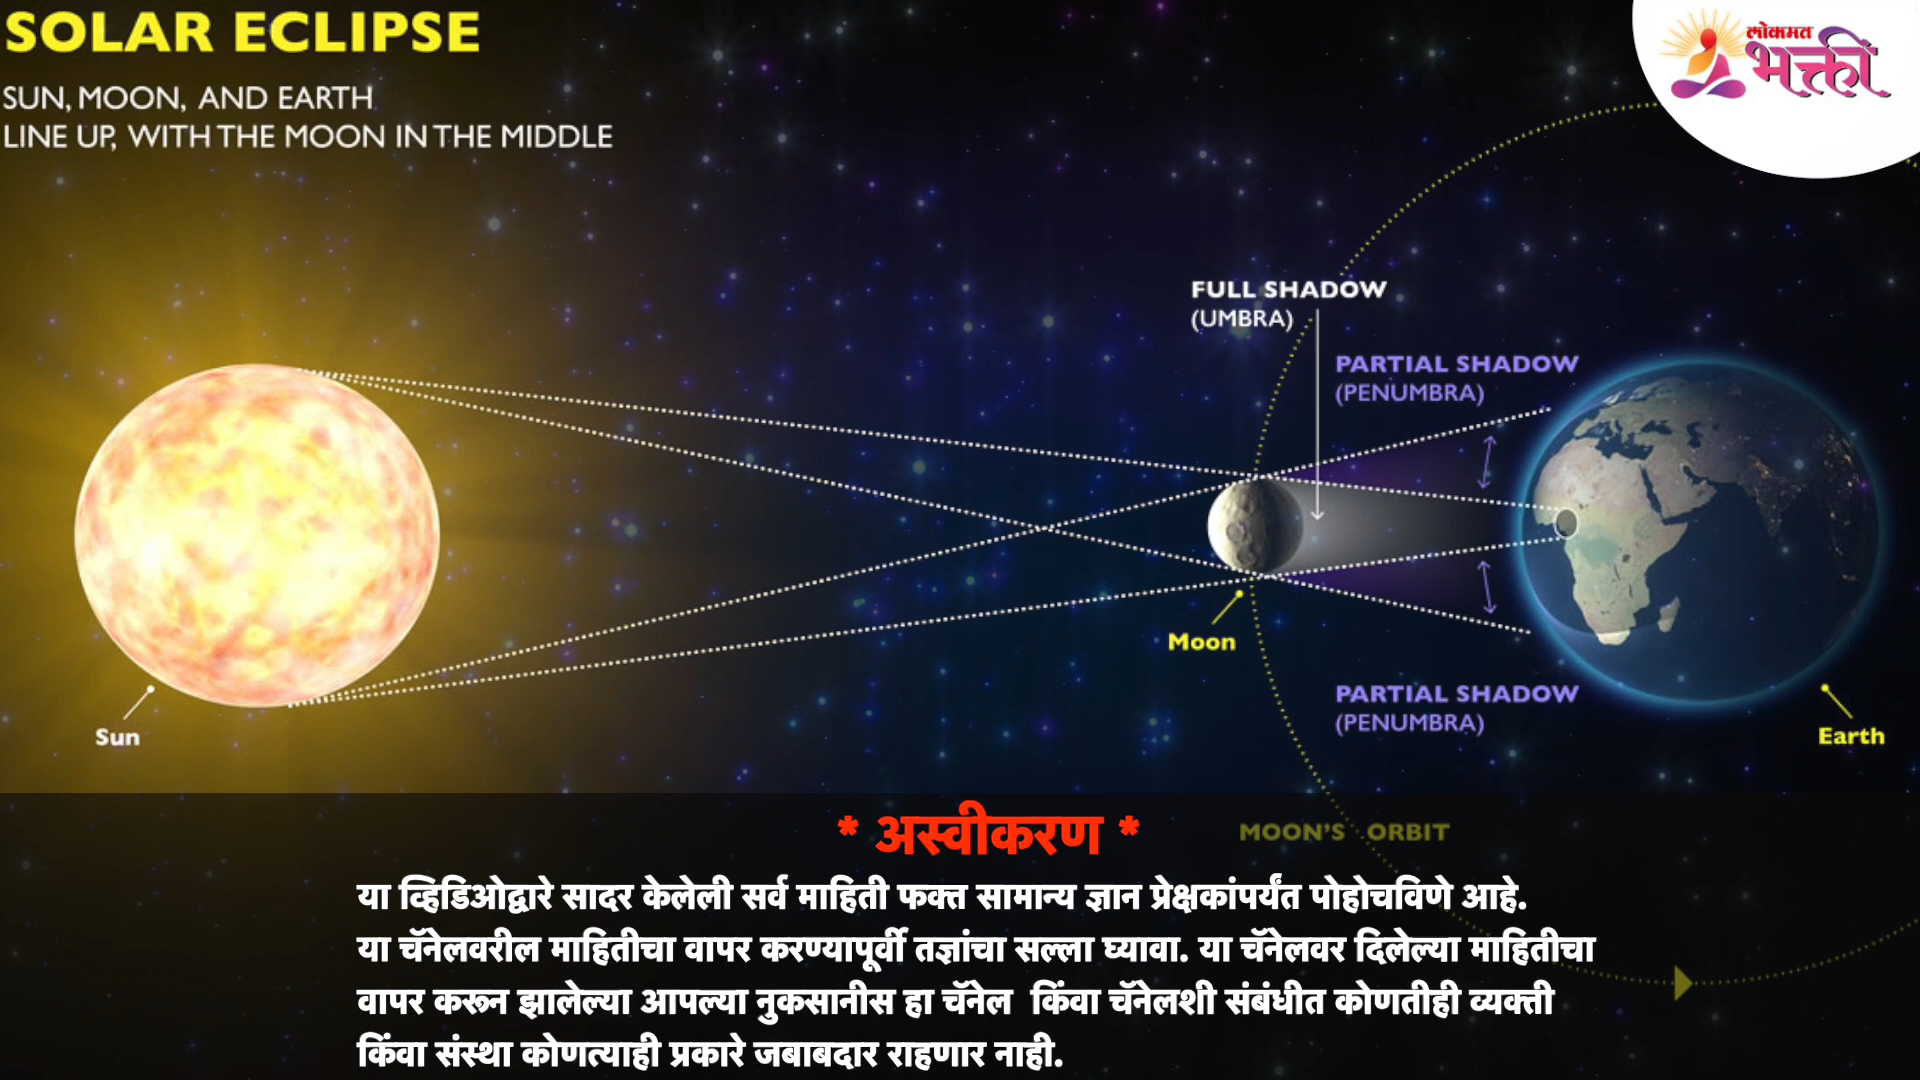 SOLAR ECLIPSE
SUN, MOON, AND EARTH
LINE UP, WITH THE MOON IN THE MIDDLE
लोकमत
भक्ती
FULL SHADOW
(UMBRA)
PARTIAL SHADOW
(PENUMBRA)
Moon
Sun
PARTIAL SHADOW
(PENUMBRA)
Earth
* अस्वीकरण *
MOON'S ORBIT
या व्हिडिओद्वारे सादर केलेली सर्व माहिती फक्त सामान्य ज्ञान प्रेक्षकांपर्यंत पोहोचविणे आहे.
या चॅनेलवरील माहितीचा वापर करण्यापूर्वी तज्ञांचा सल्ला घ्यावा. या चॅनेलवर दिलेल्या माहितीचा
वापर करून झालेल्या आपल्या नुकसानीस हा चॅनेल किंवा चॅनेलशी संबंधीत कोणतीही व्यक्ती
किंवा संस्था कोणत्याही प्रकारे जबाबदार राहणार नाही.